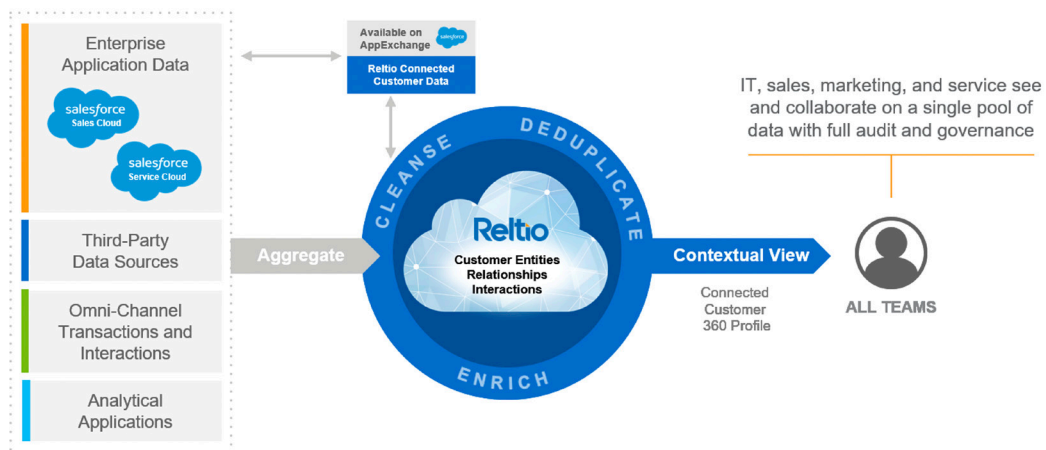 Enterprise
Application Data
salesforce
Sales Cloud
salesforce
Service Cloud
Third-Party
Data Sources
Omni-Channel
Transactions and
Interactions
Analytical
Applications
Available on
AppExchange
salesforce
Reltio Connected
Customer Data
Aggregate
CLEANSE
DEDUPLICATE
ENRICH
Reltio
Customer Entities
Relationships
Interactions
Contextual View
Connected
Customer
360 Profile
IT, sales, marketing, and service see
and collaborate on a single pool of
data with full audit and governance
ALL TEAMS